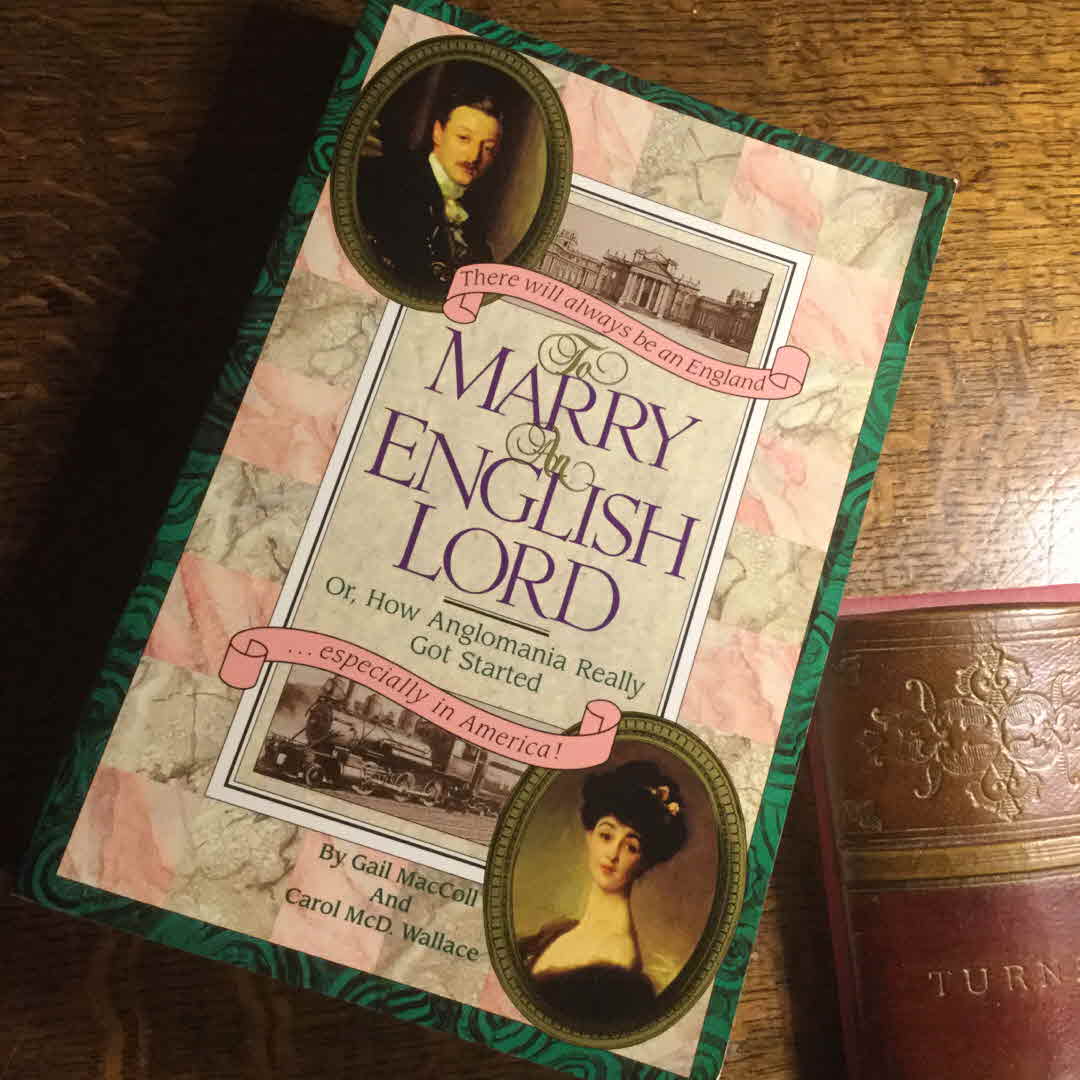 There will always be an England
To
MARRY
An
ENGLISH
LORD
Or, How Anglomania Really
Got Started
... especially in America!
By Gail MacColl
And
Carol McD. Wallace
TURN